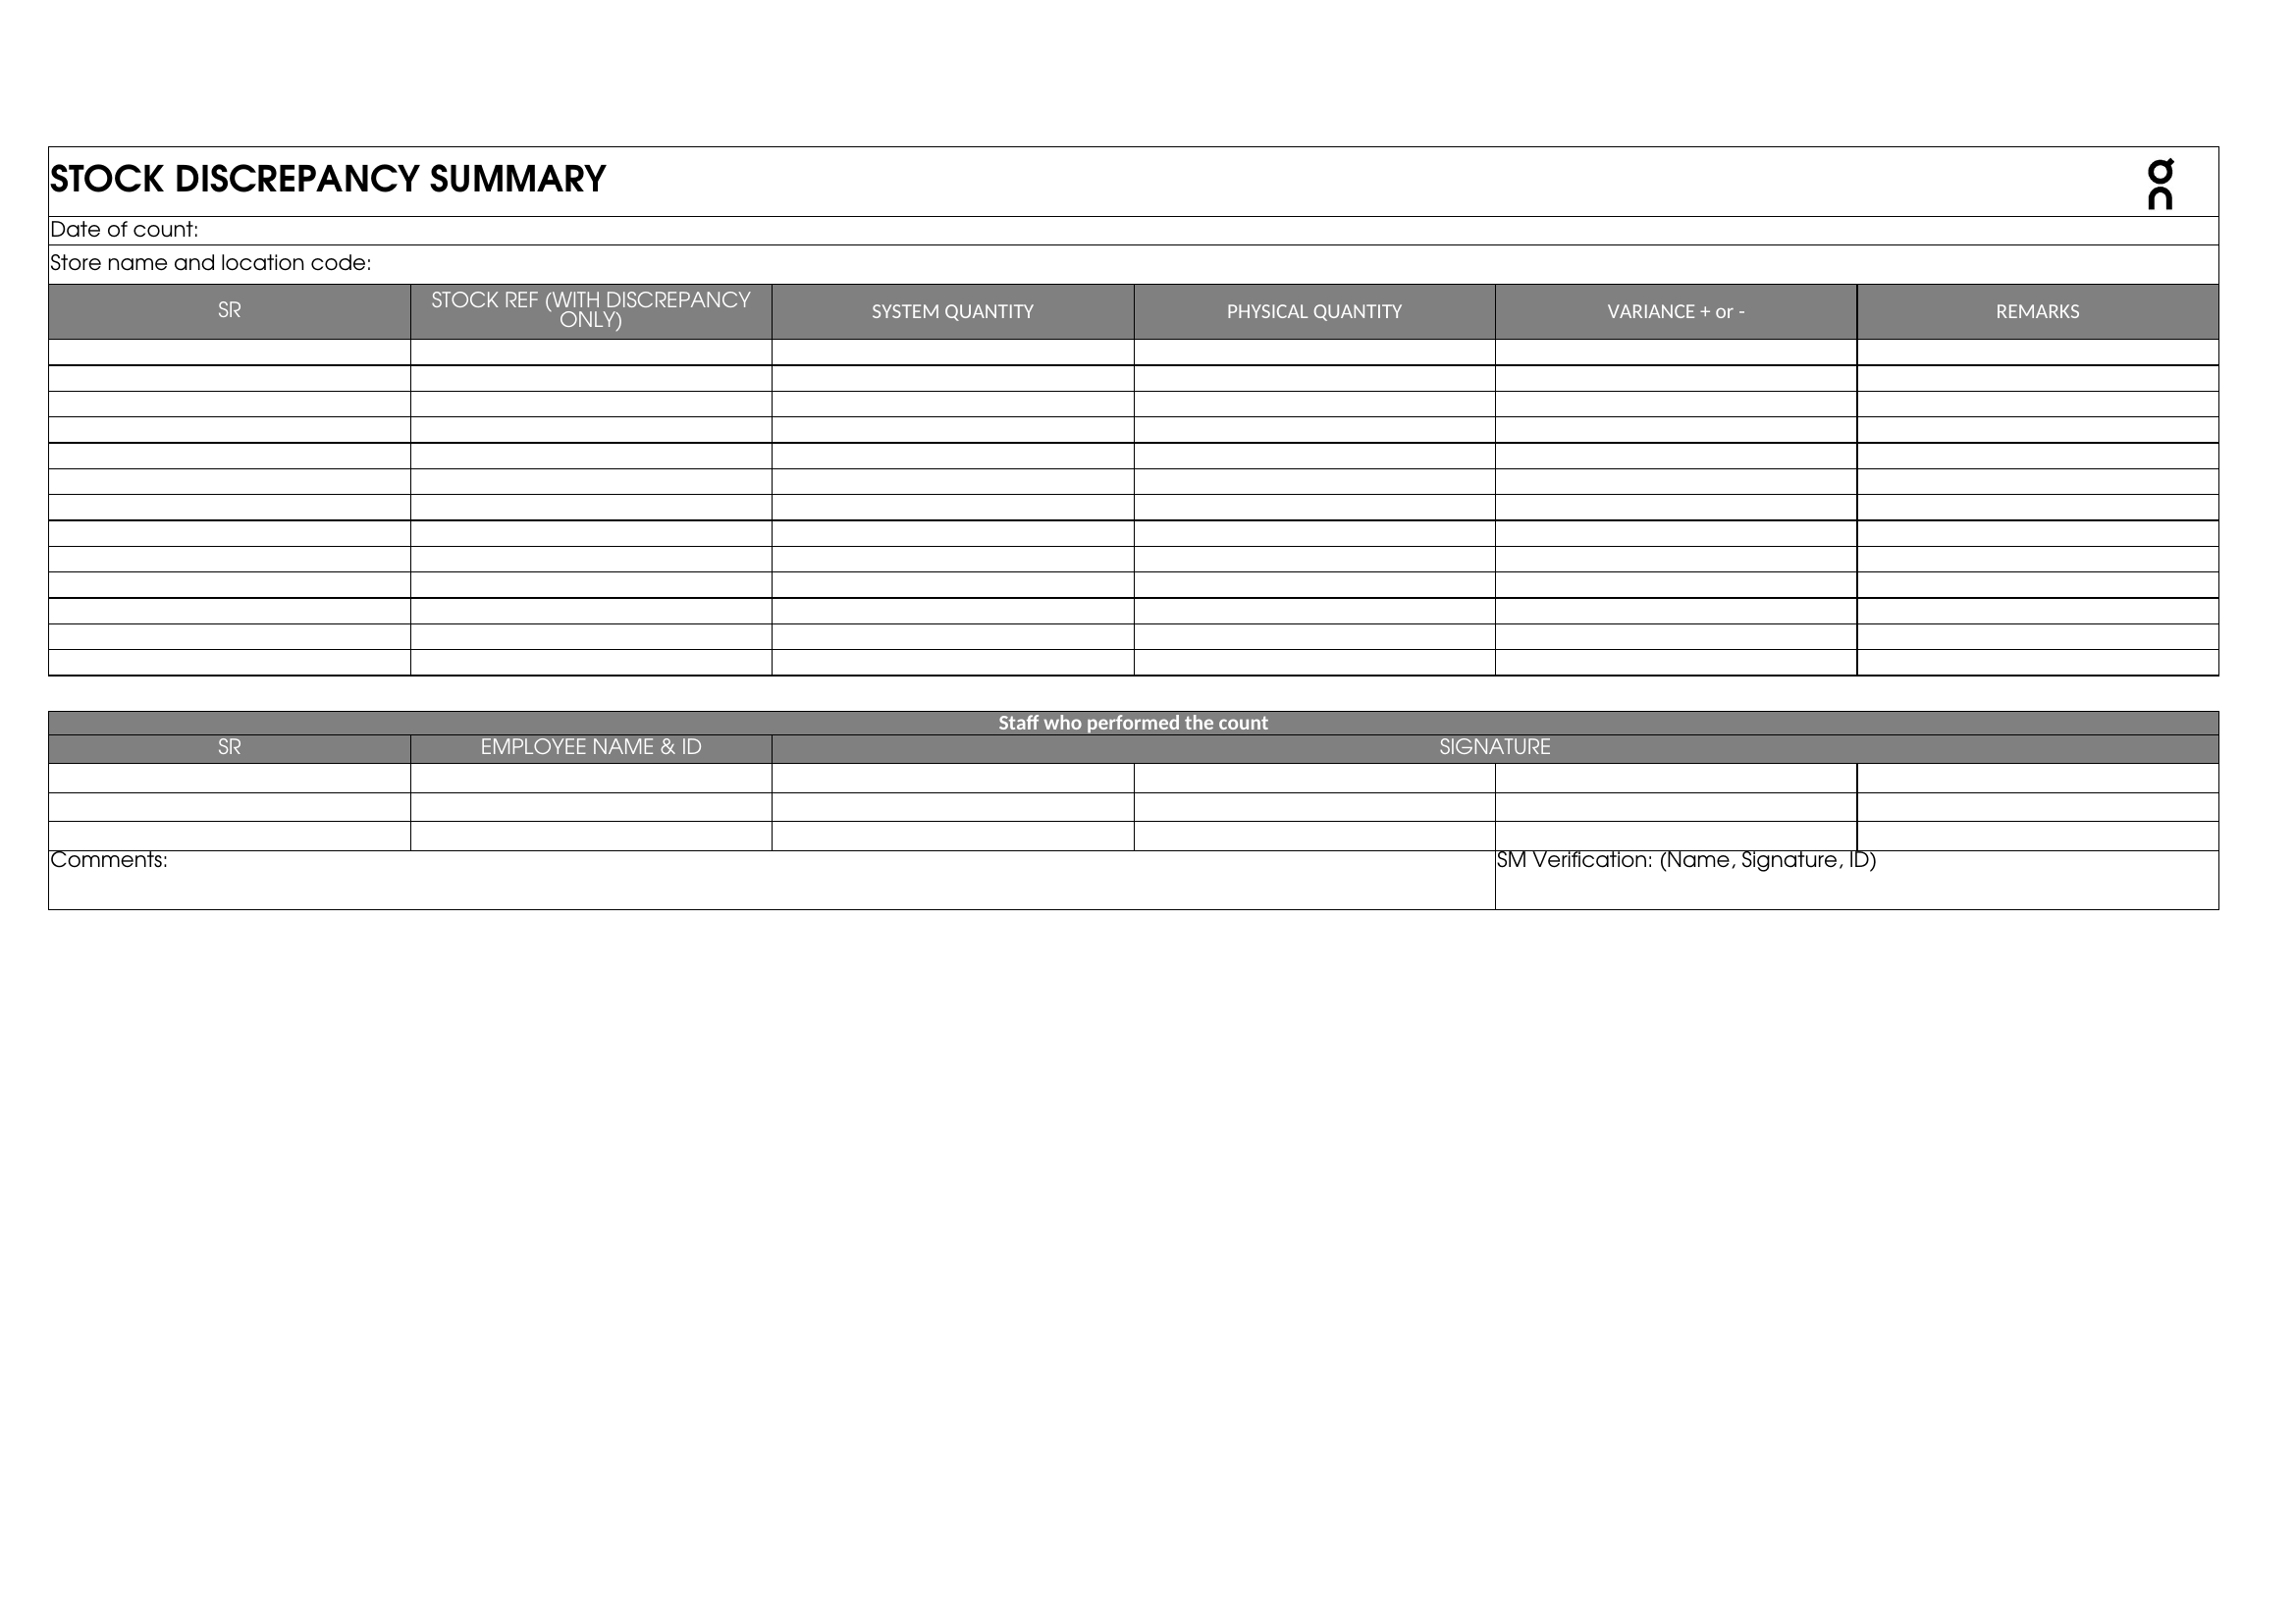 STOCK DISCREPANCY SUMMARY
Date of count:
Store name and location code:
SR
STOCK REF (WITH DISCREPANCY
ONLY)
SYSTEM QUANTITY
PHYSICAL QUANTITY
VARIANCE + or -
REMARKS
Staff who performed the count
SR
EMPLOYEE NAME & ID
SIGNATURE
Comments:
SM Verification: (Name, Signature, ID)